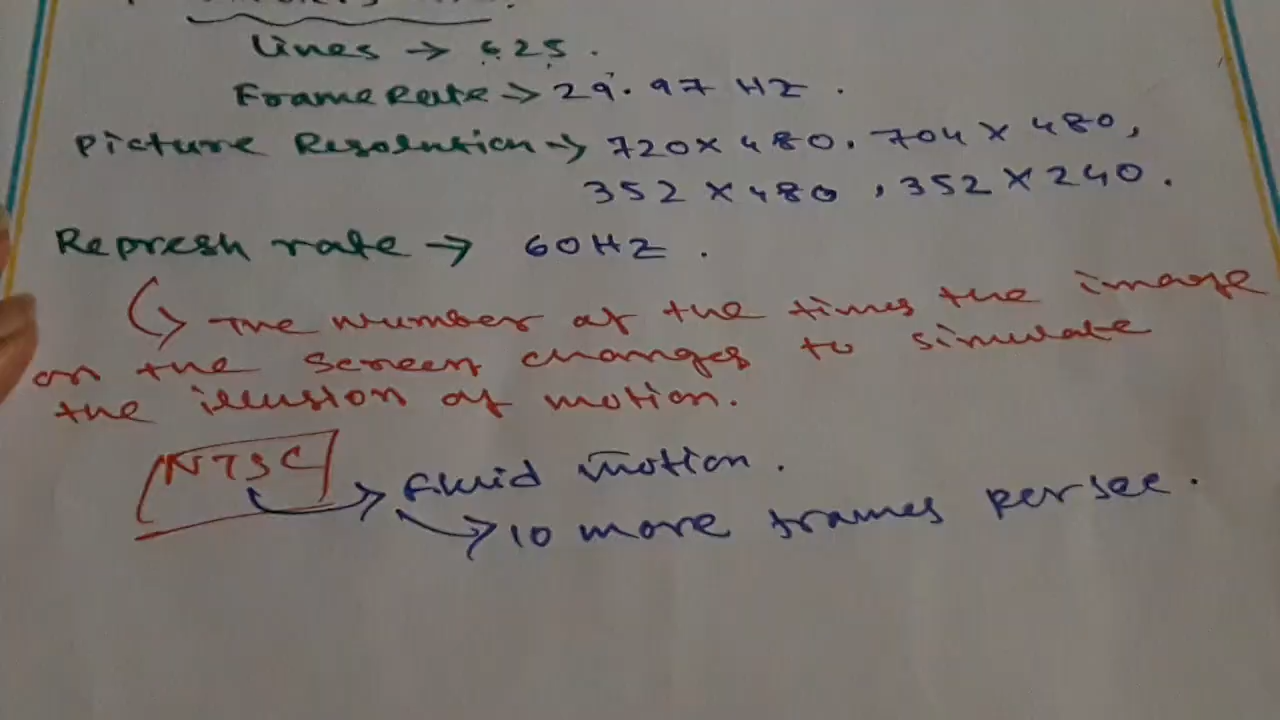 Lines → 625.
Frame Rate → 29.97 HZ.
Picture Resolution → 720 × 480, 704 × 480,
352 × 480, 352 × 240.
Represh rate → 60HZ.
↳ The number of the times the image
on the screen changes to simulate
the illusion of motion.
NTSC → fluid motion.
→ 10 more frames per sec.